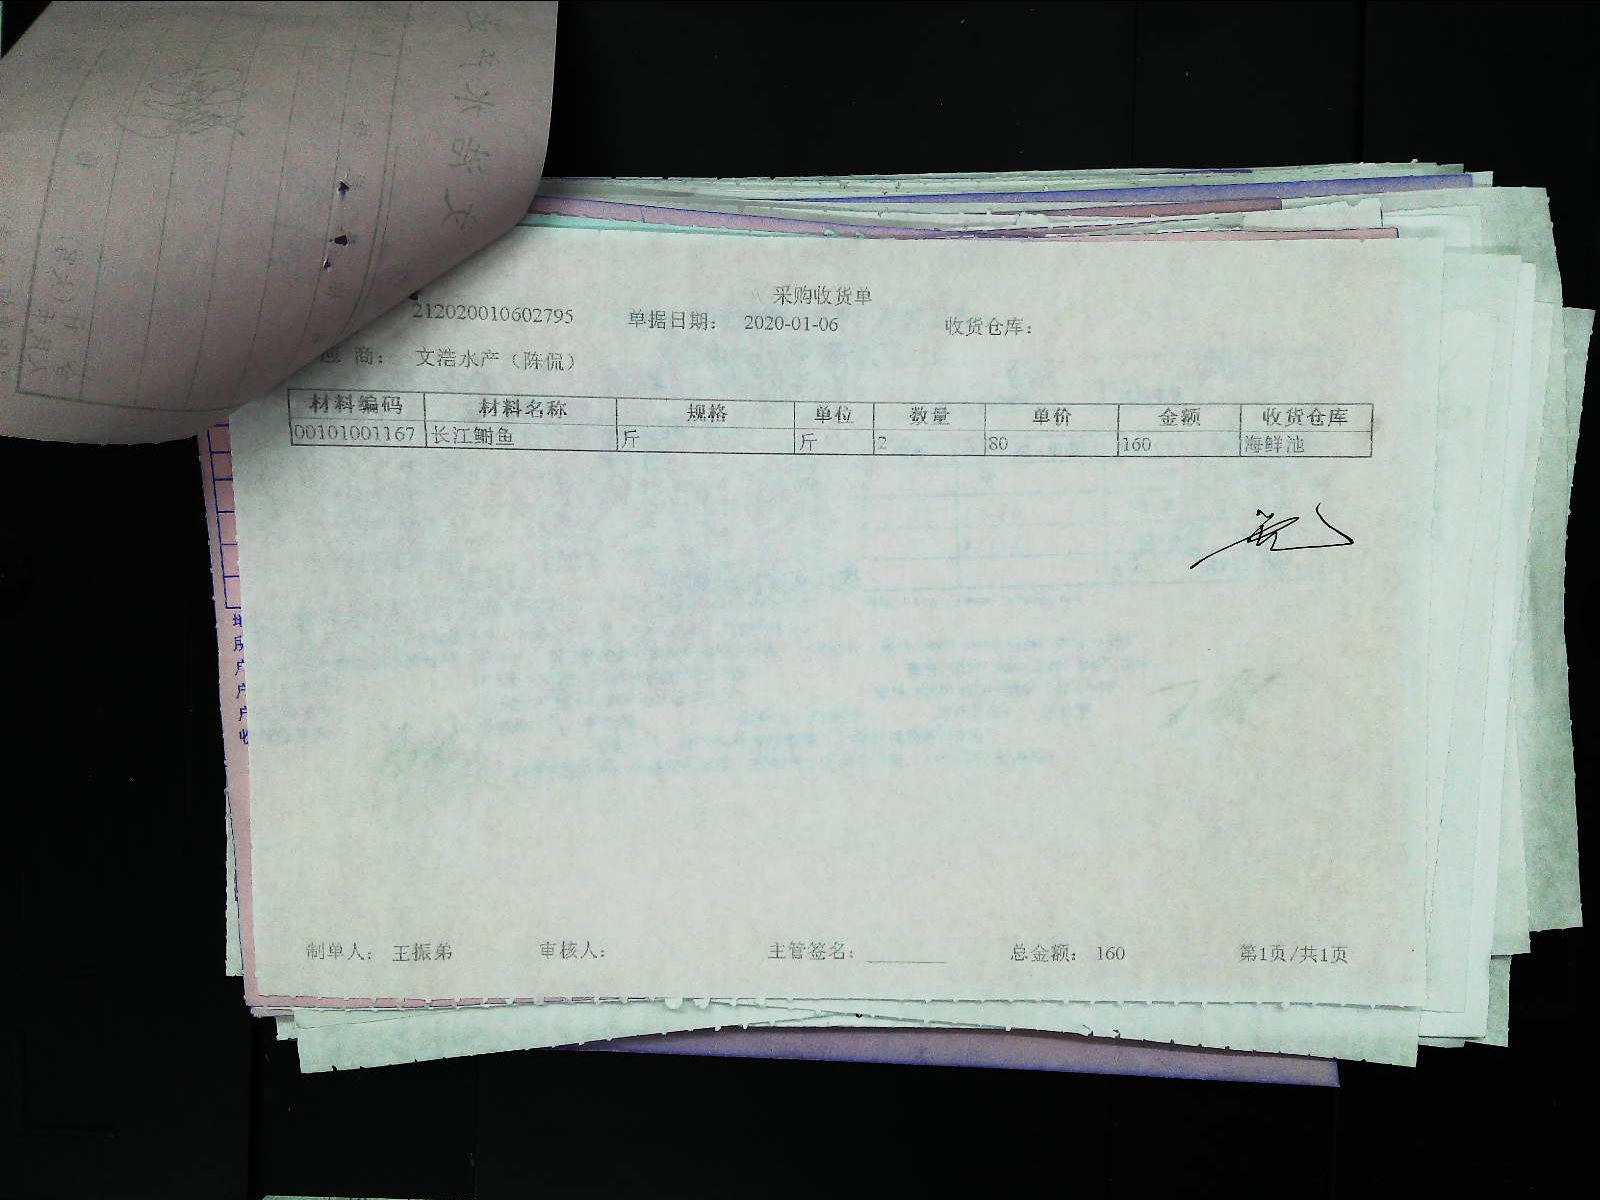 采购收货单
212020010602795 单据日期: 2020-01-06 收货仓库:
应 商: 文浩水产（陈侃）
材料编码 材料名称 规格 单位 数量 单价 金额 收货仓库
00101001167 长江鮰鱼 斤 斤 2 80 160 海鲜池
制单人: 王振弟 审核人: 主管签名: 总金额: 160 第1页/共1页